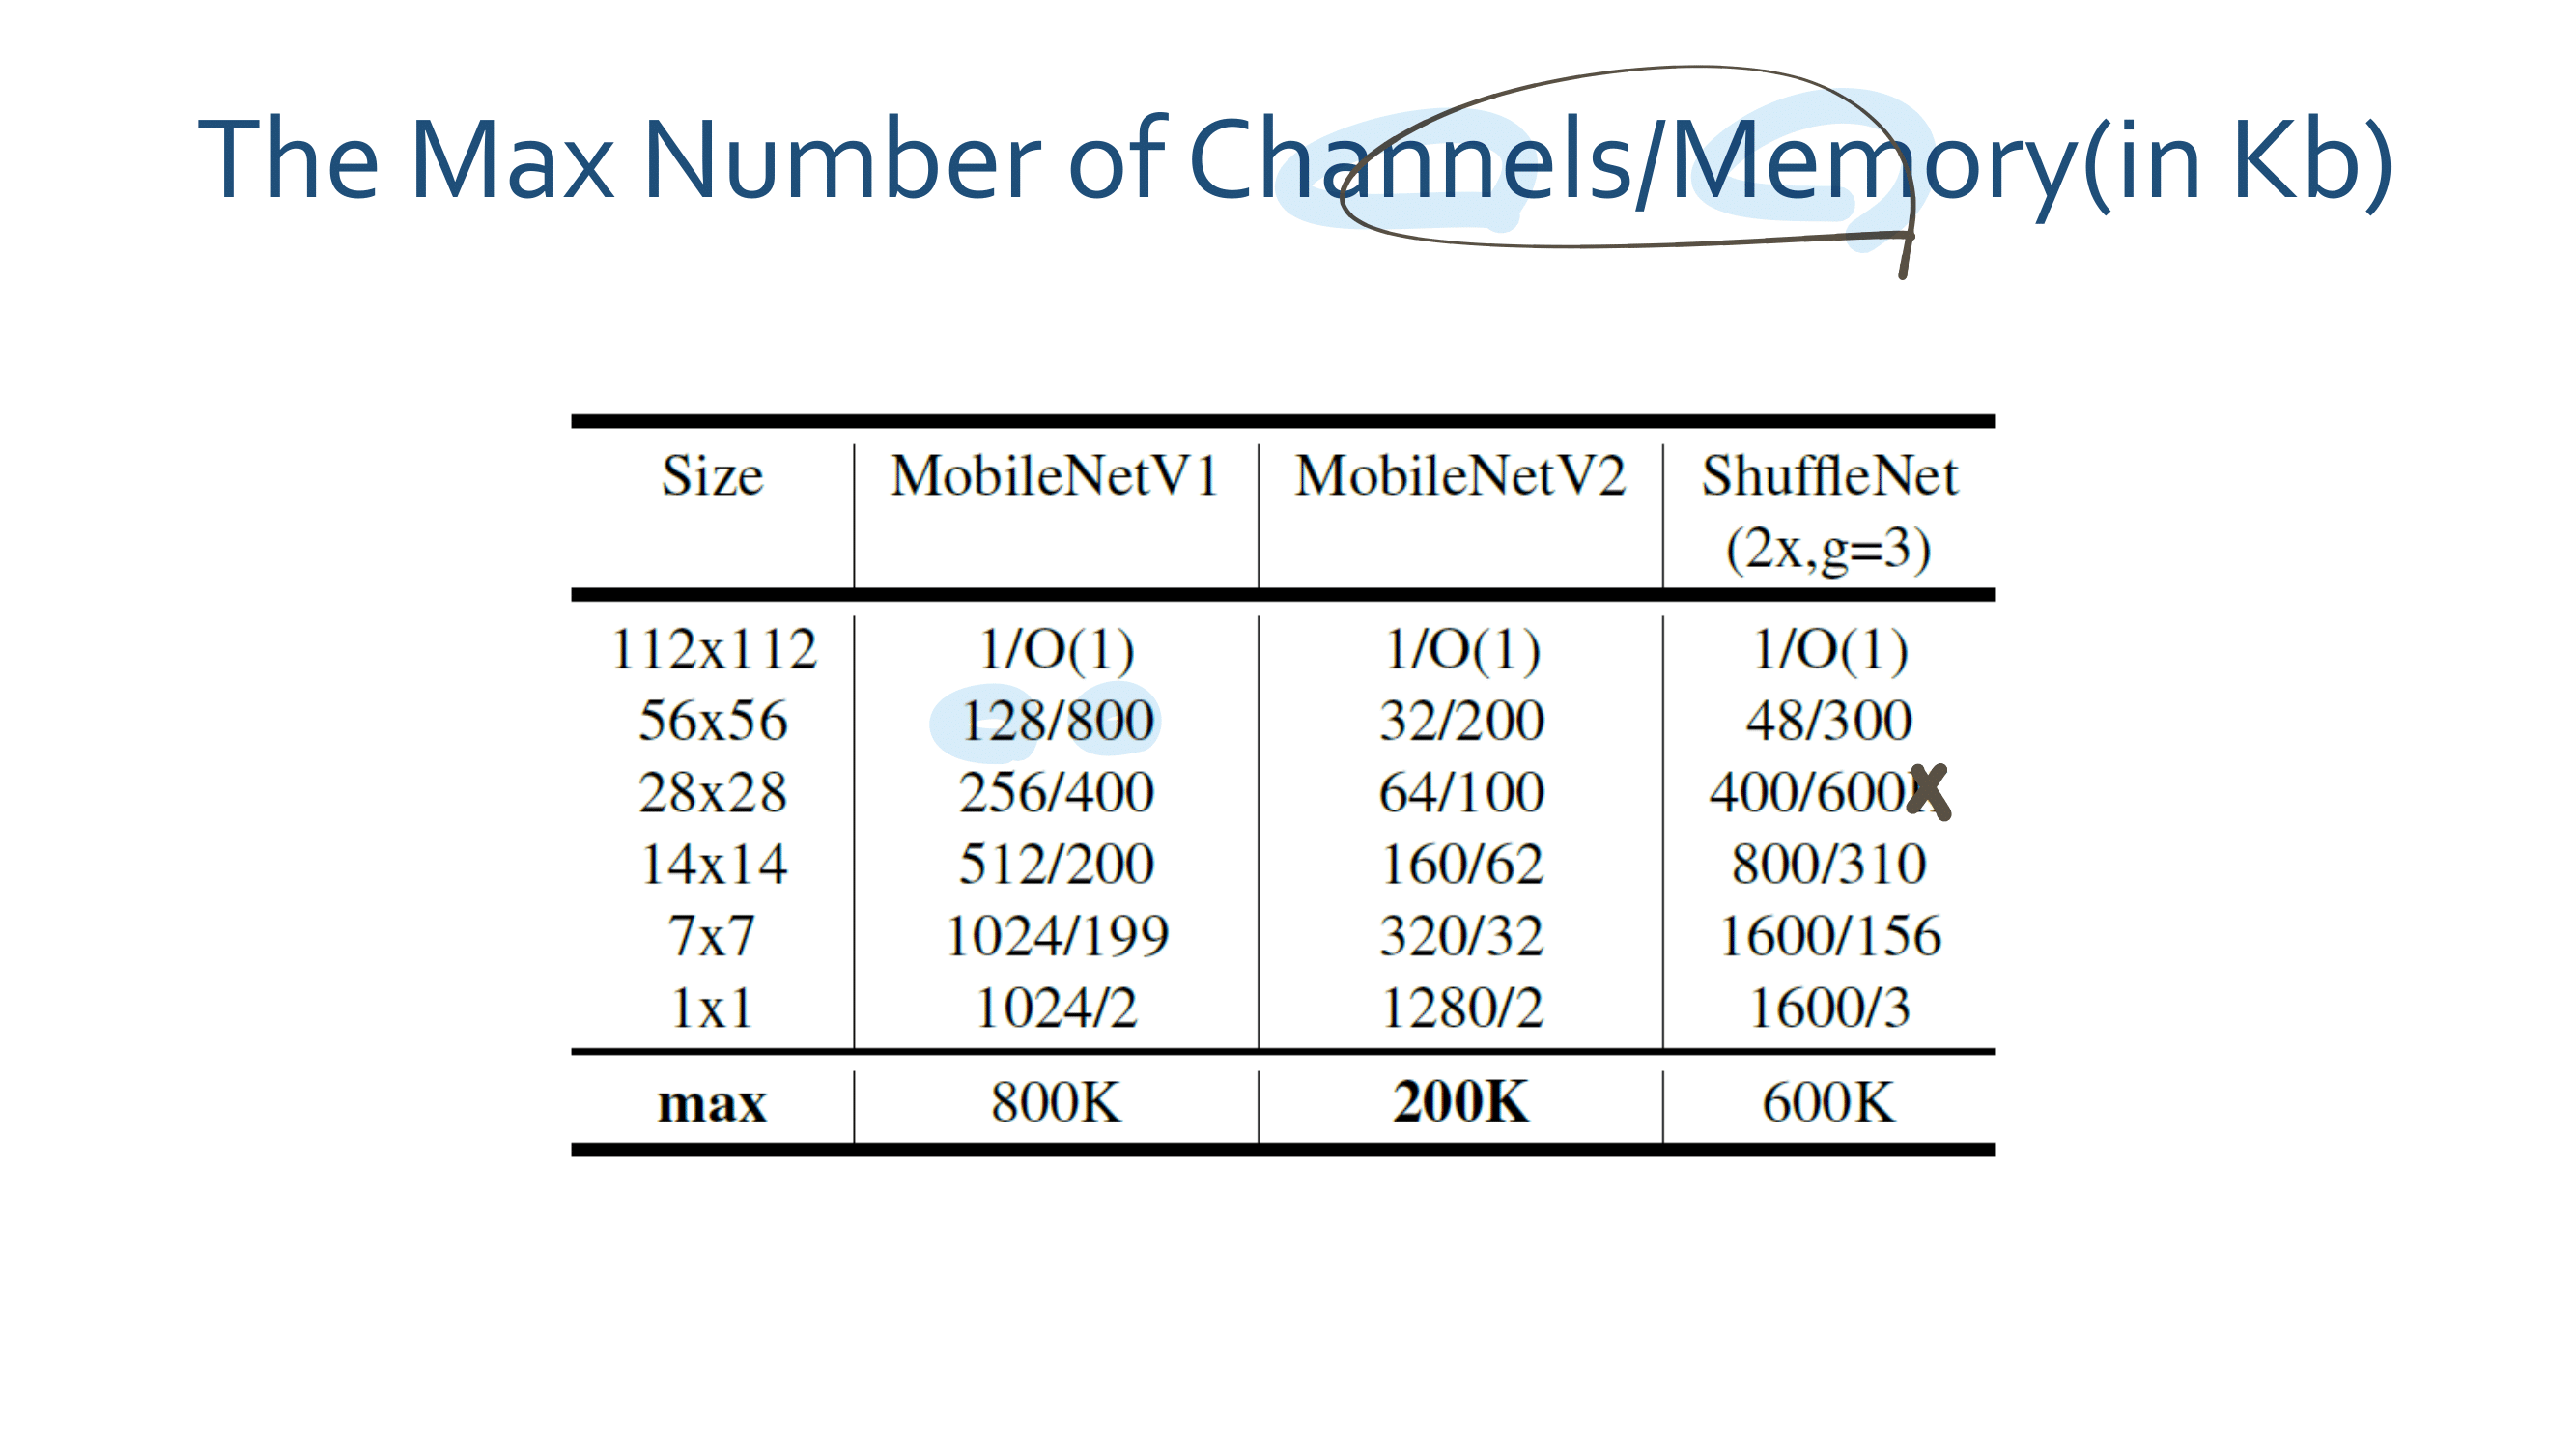 The Max Number of Channels/Memory(in Kb)
Size MobileNetV1 MobileNetV2 ShuffleNet
(2x,g=3)
112x112 1/O(1) 1/O(1) 1/O(1)
56x56 128/800 32/200 48/300
28x28 256/400 64/100 400/600
14x14 512/200 160/62 800/310
7x7 1024/199 320/32 1600/156
1x1 1024/2 1280/2 1600/3
max 800K 200K 600K